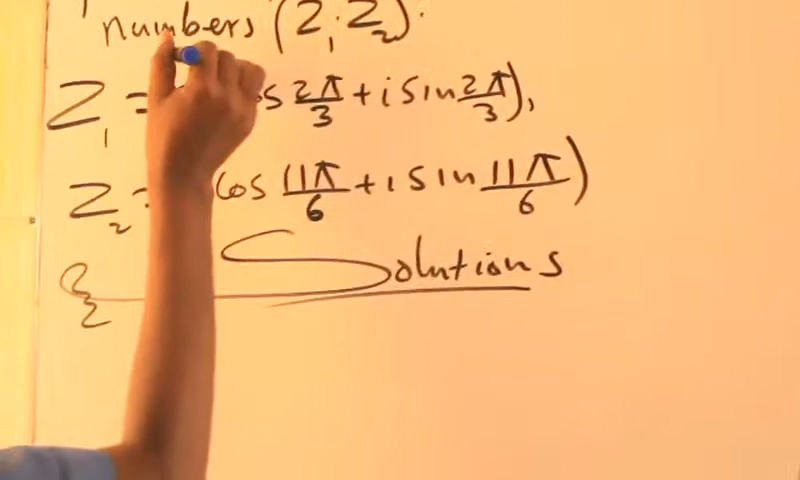 numbers (Z₁; Z₂).
Z₁ = s 2π/3 + i sin 2π/3),
Z₂ = cos 11π/6 + i sin 11π/6)
Solutions